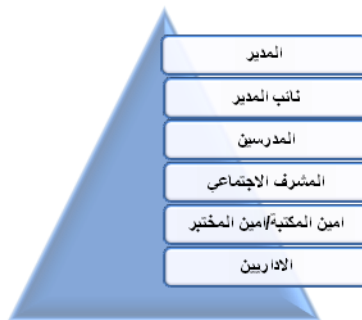 المدير
نائب المدير
المدرسين
المشرف الاجتماعي
امين المكتبة/امين المختبر
الاداريين